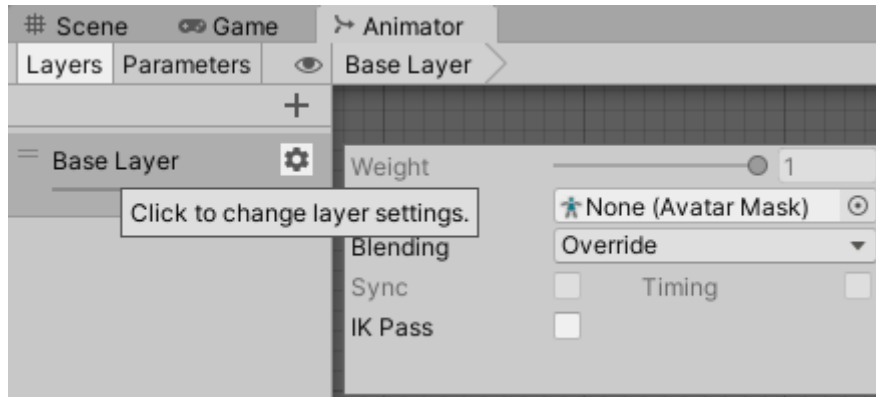 Scene Game Animator
Layers Parameters Base Layer
Base Layer
Click to change layer settings.
Weight 1
None (Avatar Mask)
Blending Override
Sync Timing
IK Pass